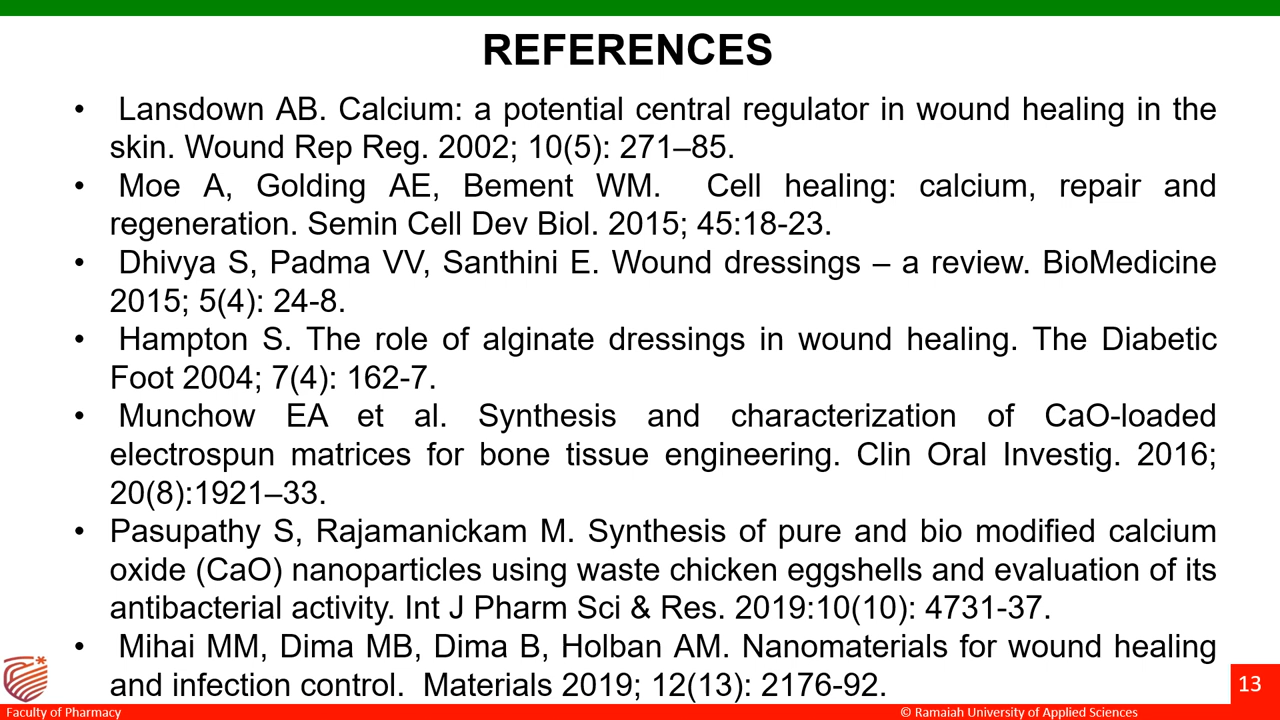 REFERENCES
• Lansdown AB. Calcium: a potential central regulator in wound healing in the
skin. Wound Rep Reg. 2002; 10(5): 271–85.
• Moe A, Golding AE, Bement WM. Cell healing: calcium, repair and
regeneration. Semin Cell Dev Biol. 2015; 45:18-23.
• Dhivya S, Padma VV, Santhini E. Wound dressings – a review. BioMedicine
2015; 5(4): 24-8.
• Hampton S. The role of alginate dressings in wound healing. The Diabetic
Foot 2004; 7(4): 162-7.
• Munchow EA et al. Synthesis and characterization of CaO-loaded
electrospun matrices for bone tissue engineering. Clin Oral Investig. 2016;
20(8):1921–33.
• Pasupathy S, Rajamanickam M. Synthesis of pure and bio modified calcium
oxide (CaO) nanoparticles using waste chicken eggshells and evaluation of its
antibacterial activity. Int J Pharm Sci & Res. 2019:10(10): 4731-37.
• Mihai MM, Dima MB, Dima B, Holban AM. Nanomaterials for wound healing
and infection control. Materials 2019; 12(13): 2176-92.
13
Faculty of Pharmacy
© Ramaiah University of Applied Sciences